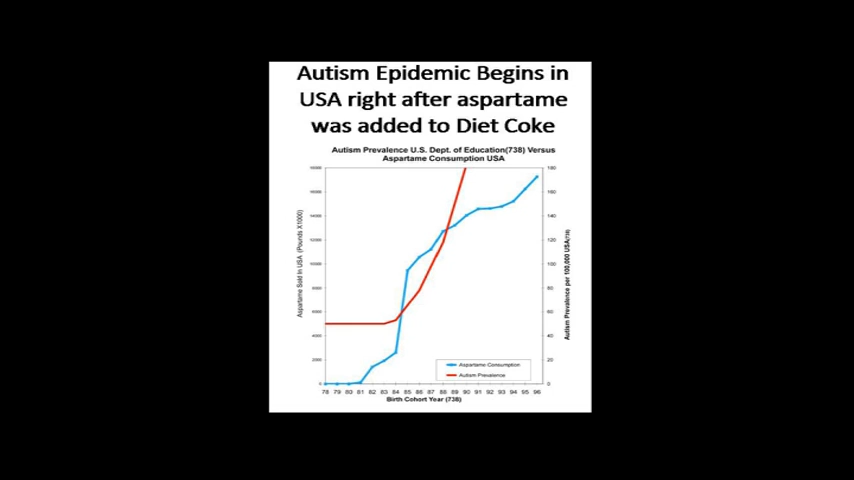 Autism Epidemic Begins in
USA right after aspartame
was added to Diet Coke
Autism Prevalence U.S. Dept. of Education(738) Versus
Aspartame Consumption USA
18000
16000
14000
12000
10000
8000
6000
4000
2000
0
Aspartame Sold in USA (Pounds X1000)
180
160
140
120
100
80
60
40
20
0
Autism Prevalence per 100,000 USA(738)
Aspartame Consumption
Autism Prevalence
78 79 80 81 82 83 84 85 86 87 88 89 90 91 92 93 94 95 96
Birth Cohort Year (738)